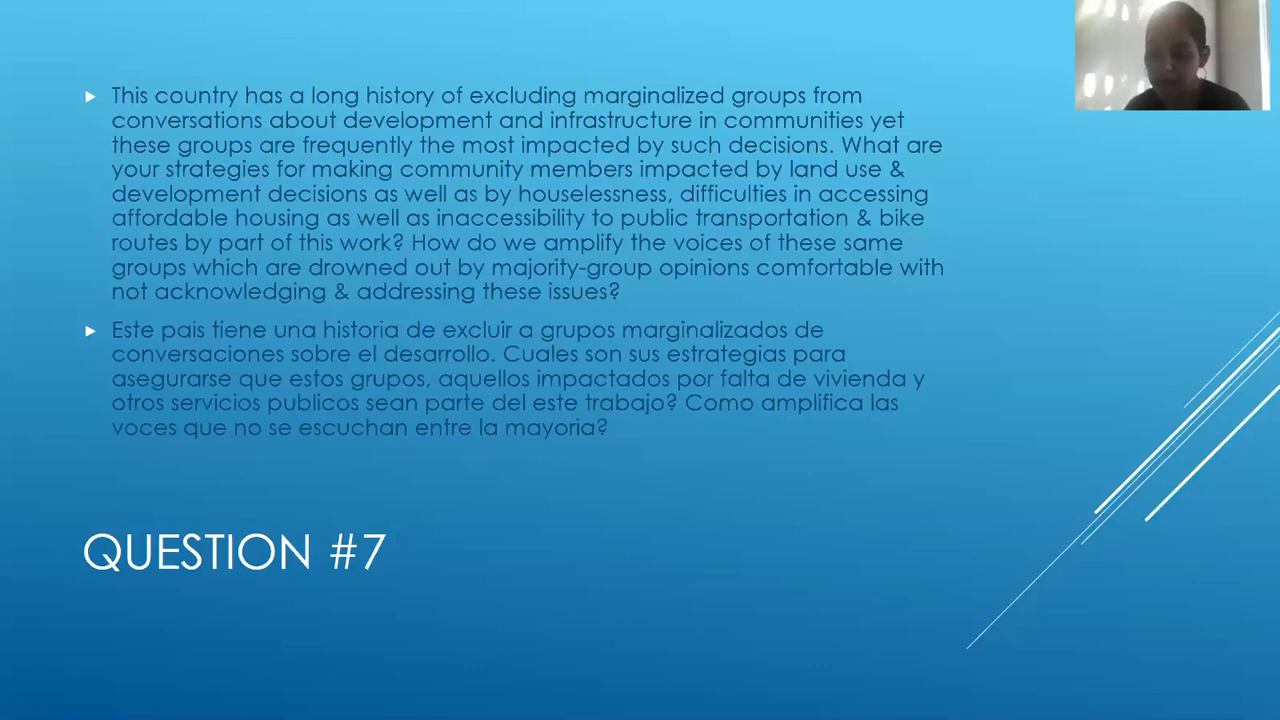 This country has a long history of excluding marginalized groups from
conversations about development and infrastructure in communities yet
these groups are frequently the most impacted by such decisions. What are
your strategies for making community members impacted by land use &
development decisions as well as by houselessness, difficulties in accessing
affordable housing as well as inaccessibility to public transportation & bike
routes by part of this work? How do we amplify the voices of these same
groups which are drowned out by majority-group opinions comfortable with
not acknowledging & addressing these issues?
Este pais tiene una historia de excluir a grupos marginalizados de
conversaciones sobre el desarrollo. Cuales son sus estrategias para
asegurarse que estos grupos, aquellos impactados por falta de vivienda y
otros servicios publicos sean parte del este trabajo? Como amplifica las
voces que no se escuchan entre la mayoria?
QUESTION #7